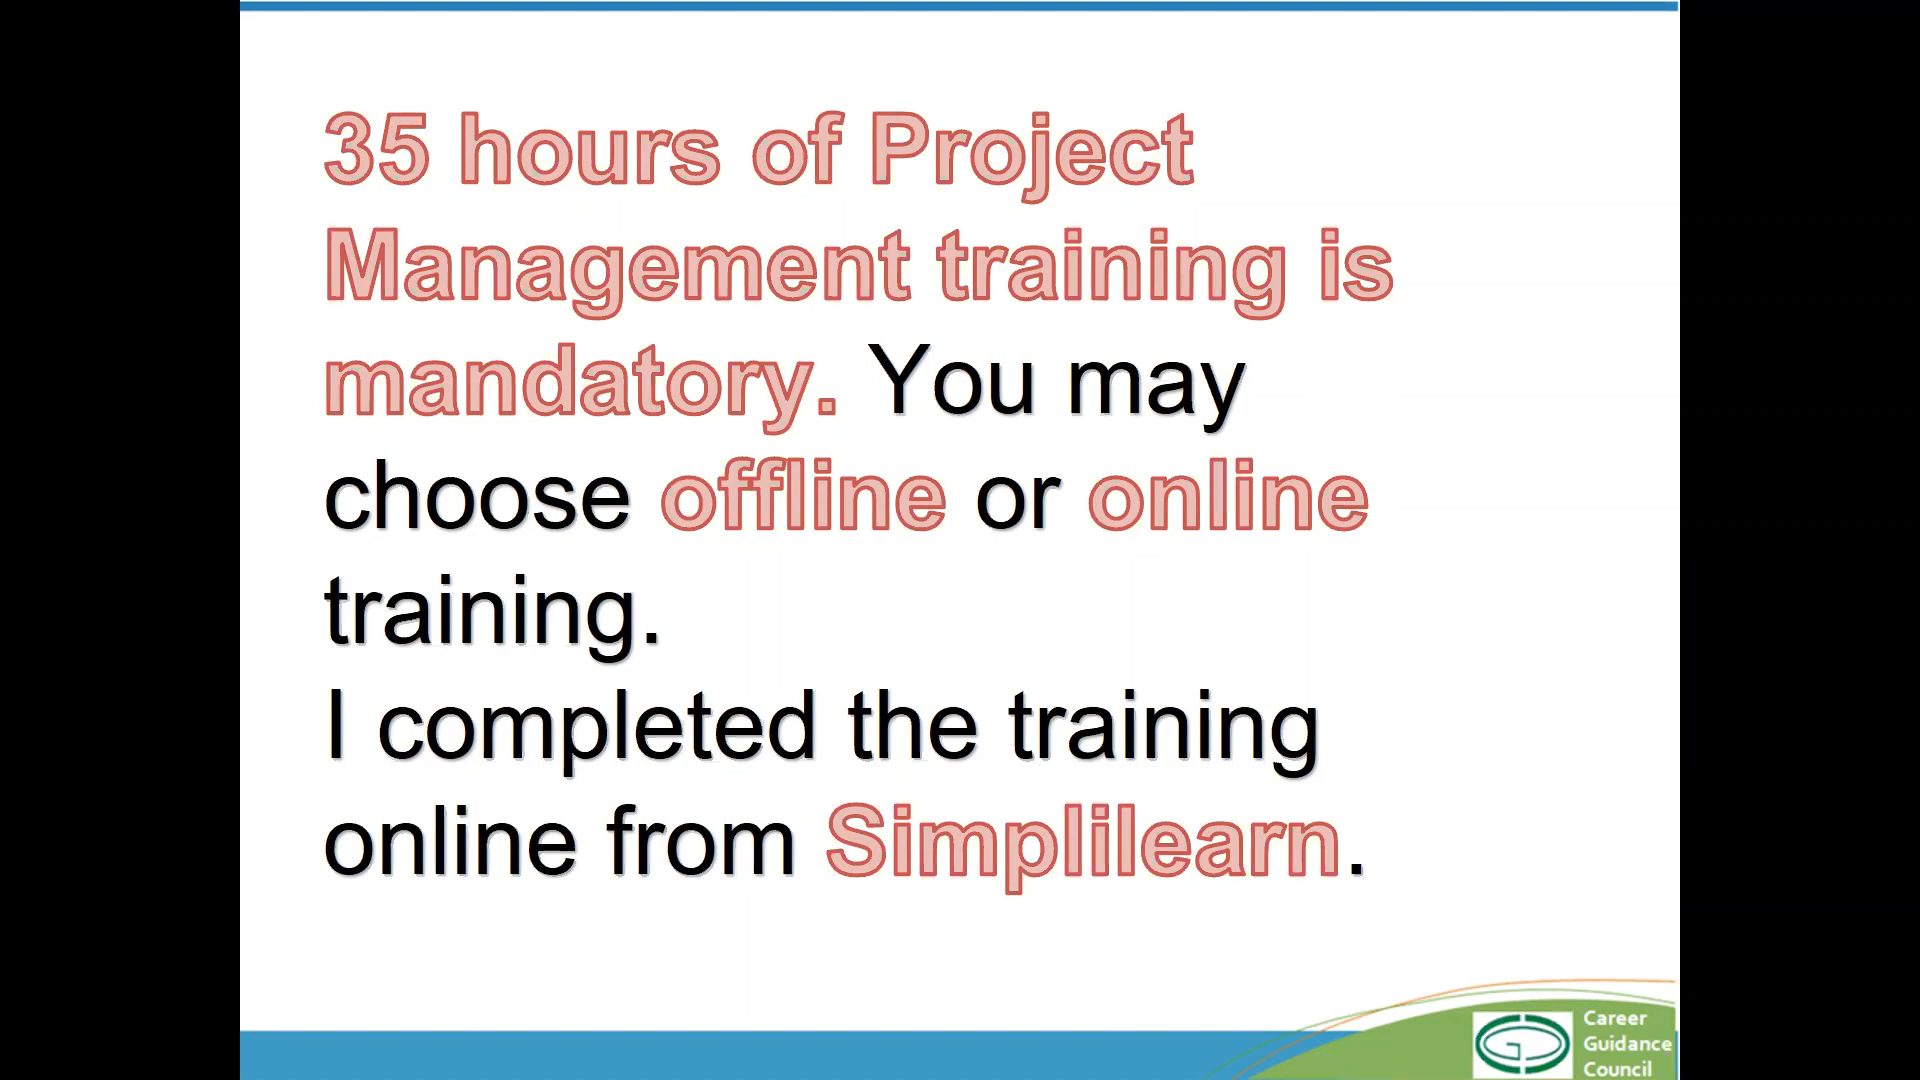 35 hours of Project
Management training is
mandatory. You may
choose offline or online
training.
I completed the training
online from Simplilearn.
Career
Guidance
Council